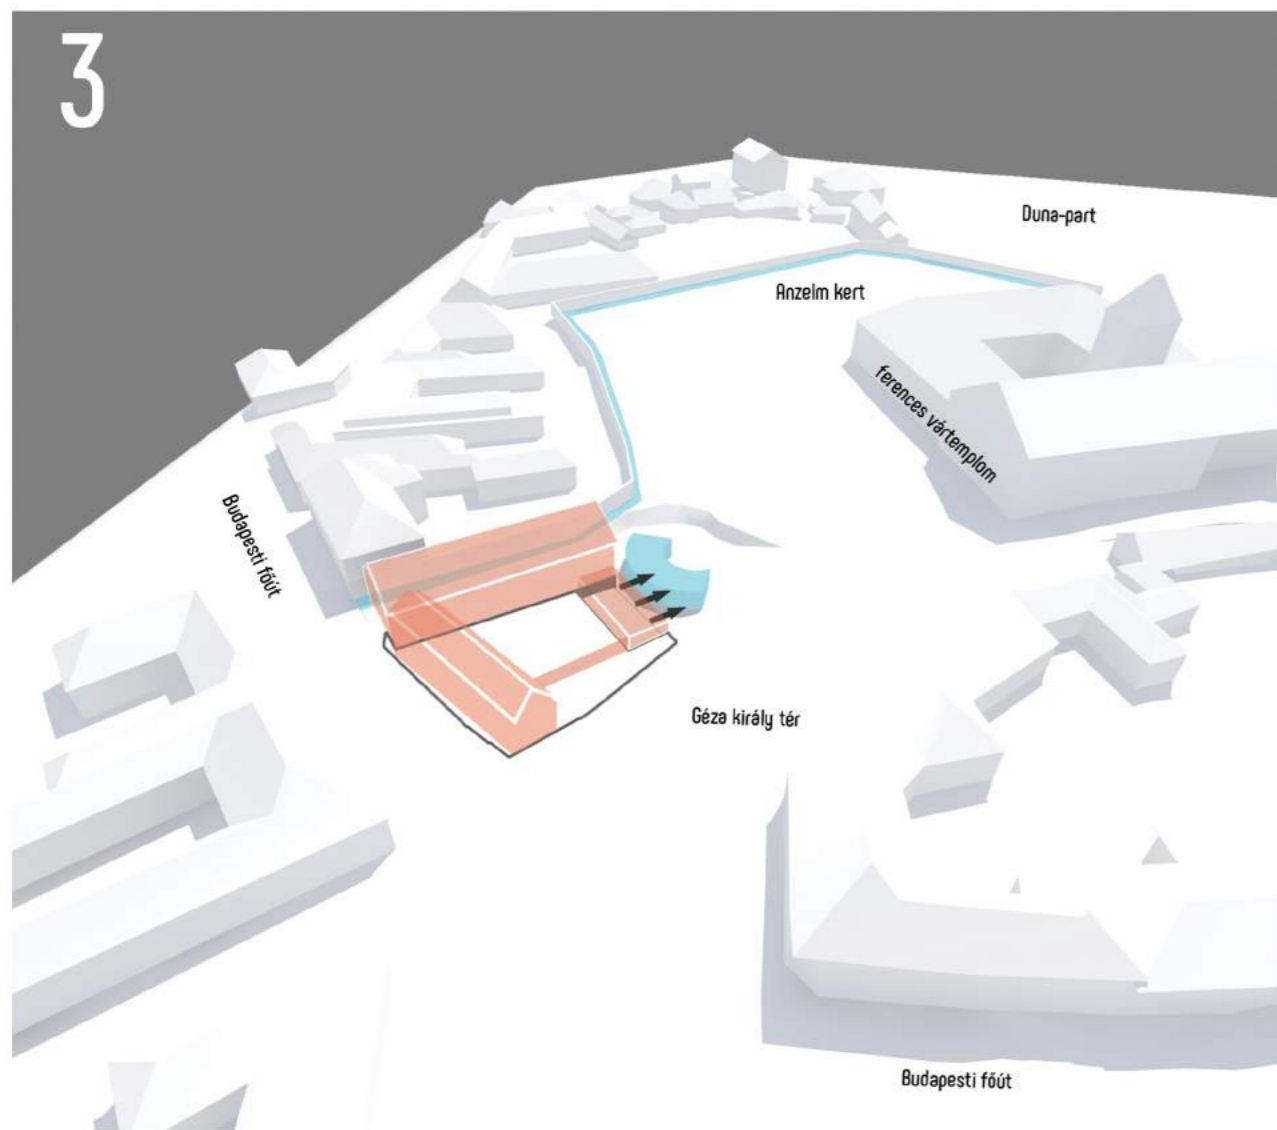 3
Duna-part
Anzelm kert
ferences vártemplom
Budapesti főút
Géza király tér
Budapesti főút